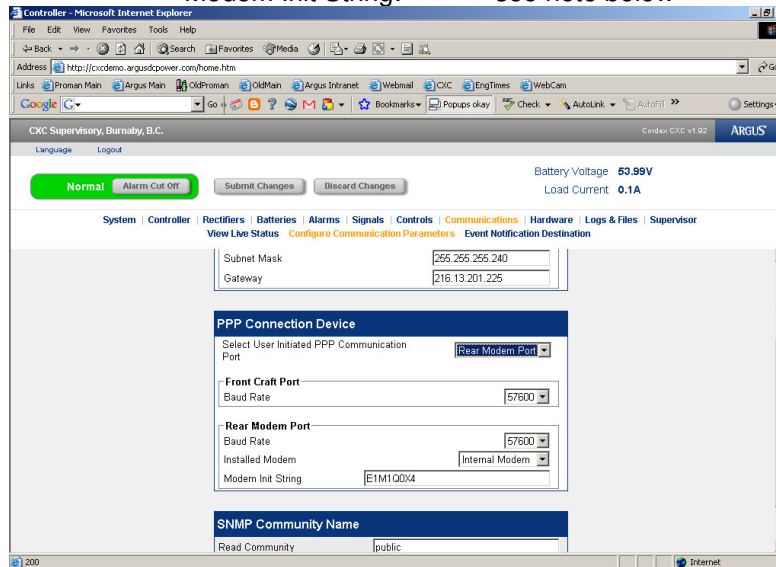 Modem Init String: see note below
Controller - Microsoft Internet Explorer
File Edit View Favorites Tools Help
Back Search Favorites Media
Address http://cxcdemo.argusdcpower.com/home.htm Go
Links Proman Main Argus Main OldProman OldMain Argus Intranet Webmail CXC EngTimes WebCam
Google G Go Bookmarks Popups okay Check AutoLink AutoFill Settings
CXC Supervisory, Burnaby, B.C. Cordex CXC v1.92 ARGUS
Language Logout
Normal Alarm Cut Off Submit Changes Discard Changes
Battery Voltage 53.99V
Load Current 0.1A
System | Controller | Rectifiers | Batteries | Alarms | Signals | Controls | Communications | Hardware | Logs & Files | Supervisor
View Live Status Configure Communication Parameters Event Notification Destination
Subnet Mask 255.255.255.240
Gateway 216.13.201.225
PPP Connection Device
Select User Initiated PPP Communication
Port Rear Modem Port
Front Craft Port
Baud Rate 57600
Rear Modem Port
Baud Rate 57600
Installed Modem Internal Modem
Modem Init String E1M1Q0X4
SNMP Community Name
Read Community public
200 Internet